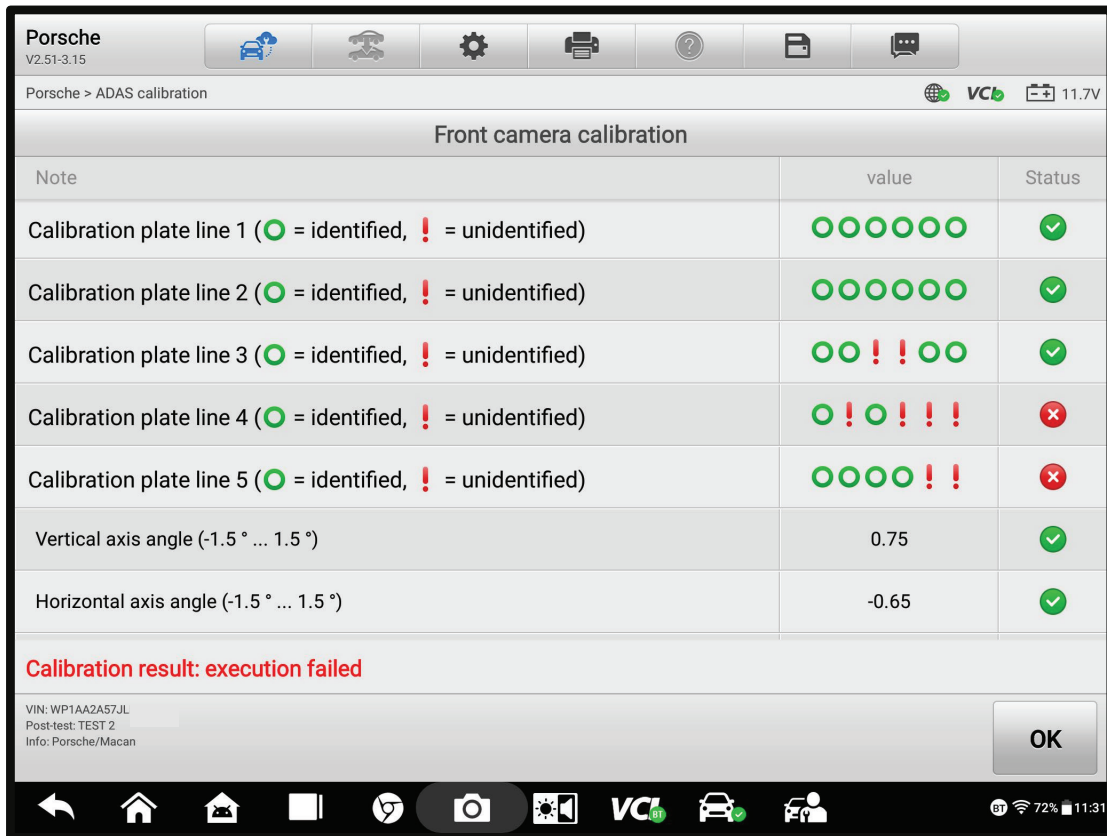 Porsche
V2.51-3.15
Porsche > ADAS calibration
VCI 11.7V
Front camera calibration
Note value Status
Calibration plate line 1 (O = identified, ! = unidentified) OOOOOO
Calibration plate line 2 (O = identified, ! = unidentified) OOOOOO
Calibration plate line 3 (O = identified, ! = unidentified) OO!!OO
Calibration plate line 4 (O = identified, ! = unidentified) O!O!!!
Calibration plate line 5 (O = identified, ! = unidentified) OOOO!!
Vertical axis angle (-1.5 ° ... 1.5 °) 0.75
Horizontal axis angle (-1.5 ° ... 1.5 °) -0.65
Calibration result: execution failed
VIN: WP1AA2A57JL
Post-test: TEST 2
Info: Porsche/Macan
OK
VCI BT BT 72% 11:31